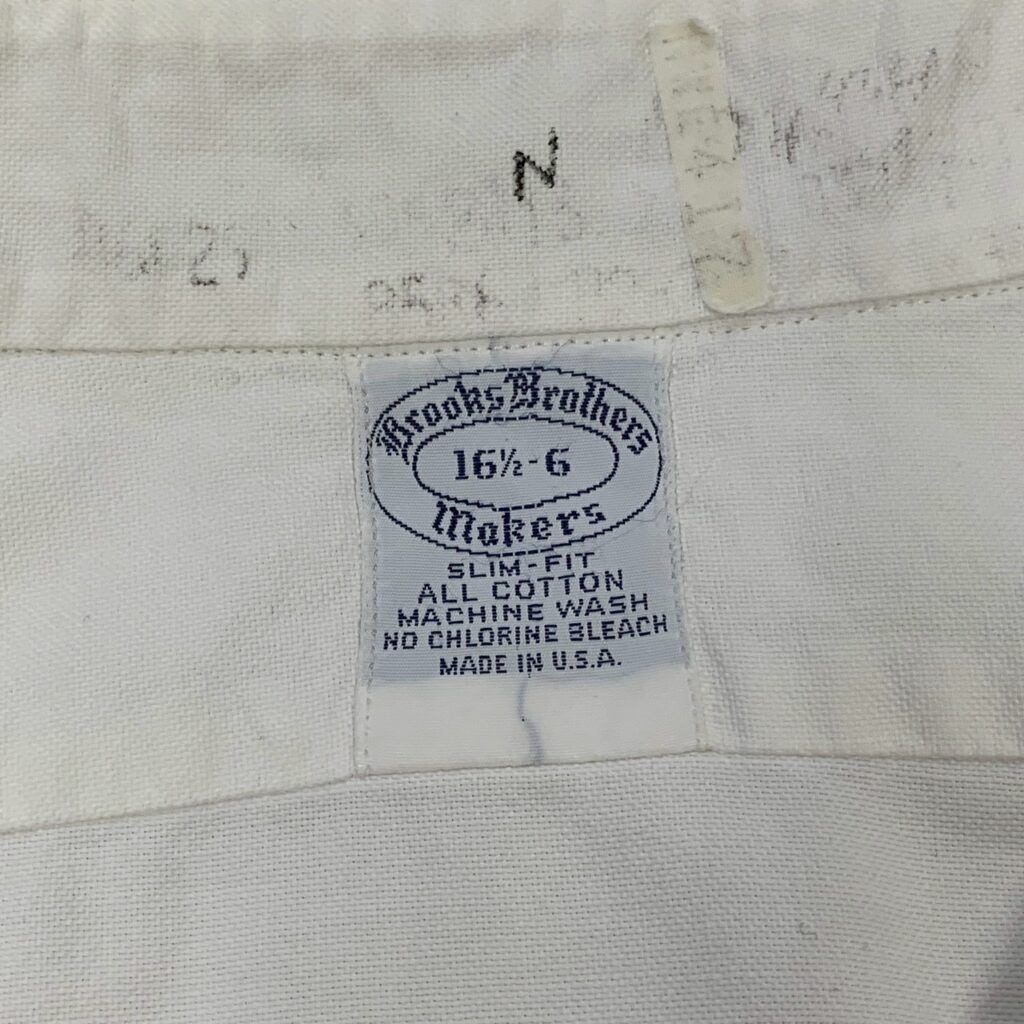 N
Brooks Brothers
16½-6
Makers
SLIM-FIT
ALL COTTON
MACHINE WASH
NO CHLORINE BLEACH
MADE IN U.S.A.